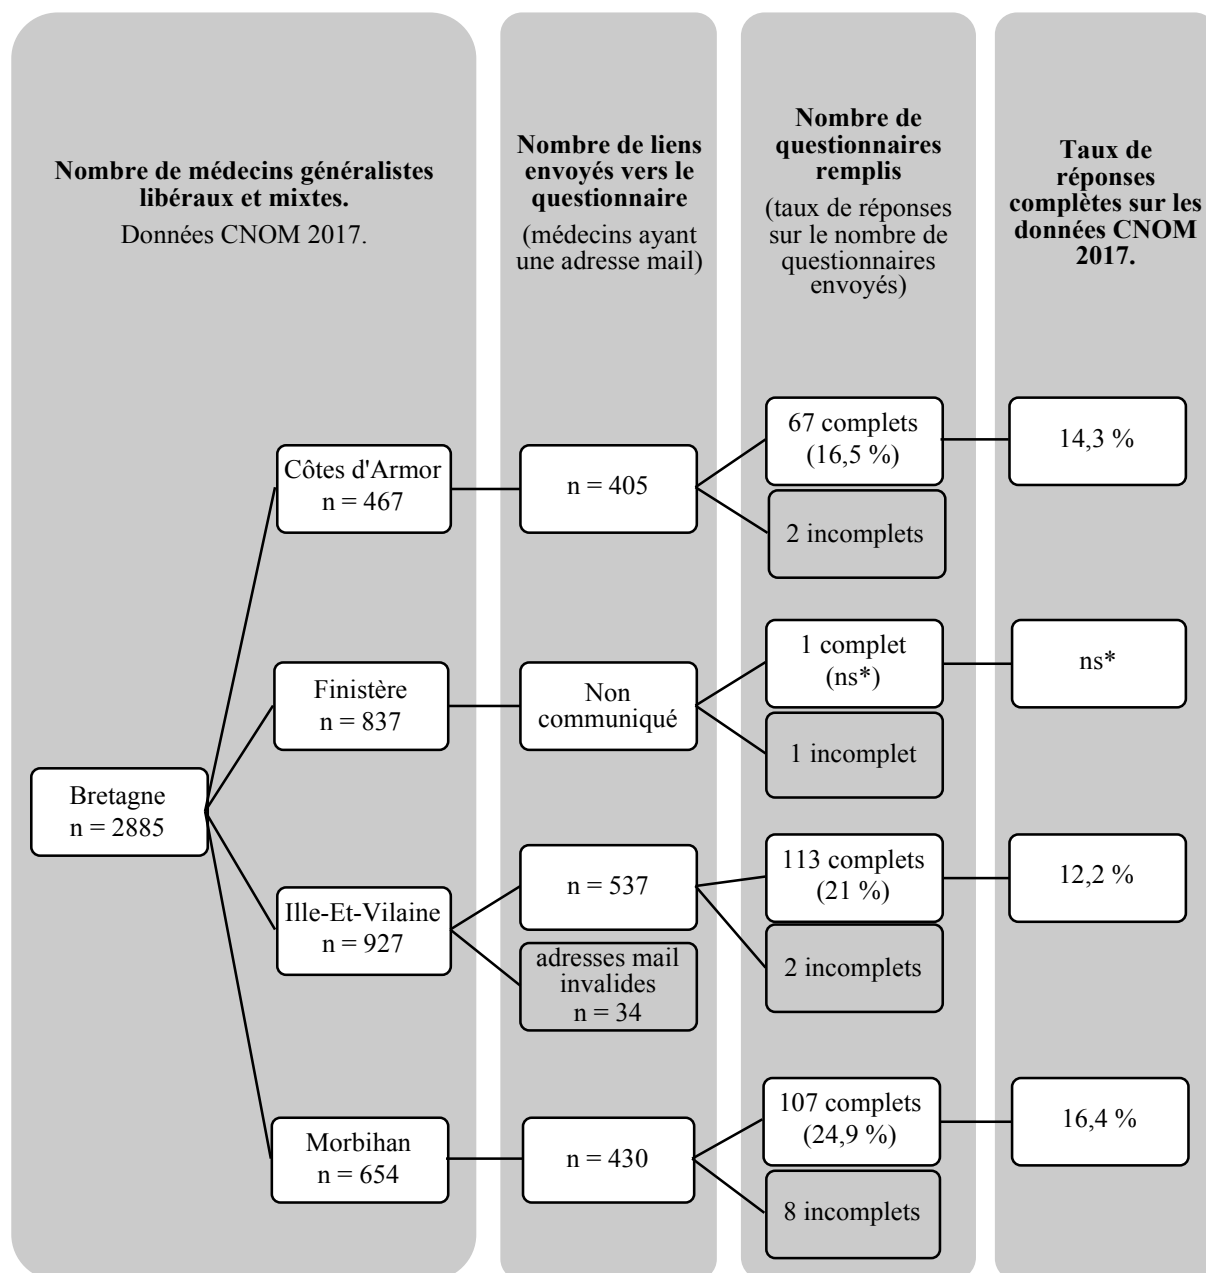 Nombre de médecins généralistes
libéraux et mixtes.
Données CNOM 2017.
Nombre de liens
envoyés vers le
questionnaire
(médecins ayant
une adresse mail)
Nombre de
questionnaires
remplis
(taux de réponses
sur le nombre de
questionnaires
envoyés)
Taux de
réponses
complètes sur les
données CNOM
2017.
Bretagne
n = 2885
Côtes d'Armor
n = 467
n = 405
67 complets
(16,5 %)
2 incomplets
14,3 %
Finistère
n = 837
Non
communiqué
1 complet
(ns*)
1 incomplet
ns*
Ille-Et-Vilaine
n = 927
n = 537
adresses mail
invalides
n = 34
113 complets
(21 %)
2 incomplets
12,2 %
Morbihan
n = 654
n = 430
107 complets
(24,9 %)
8 incomplets
16,4 %